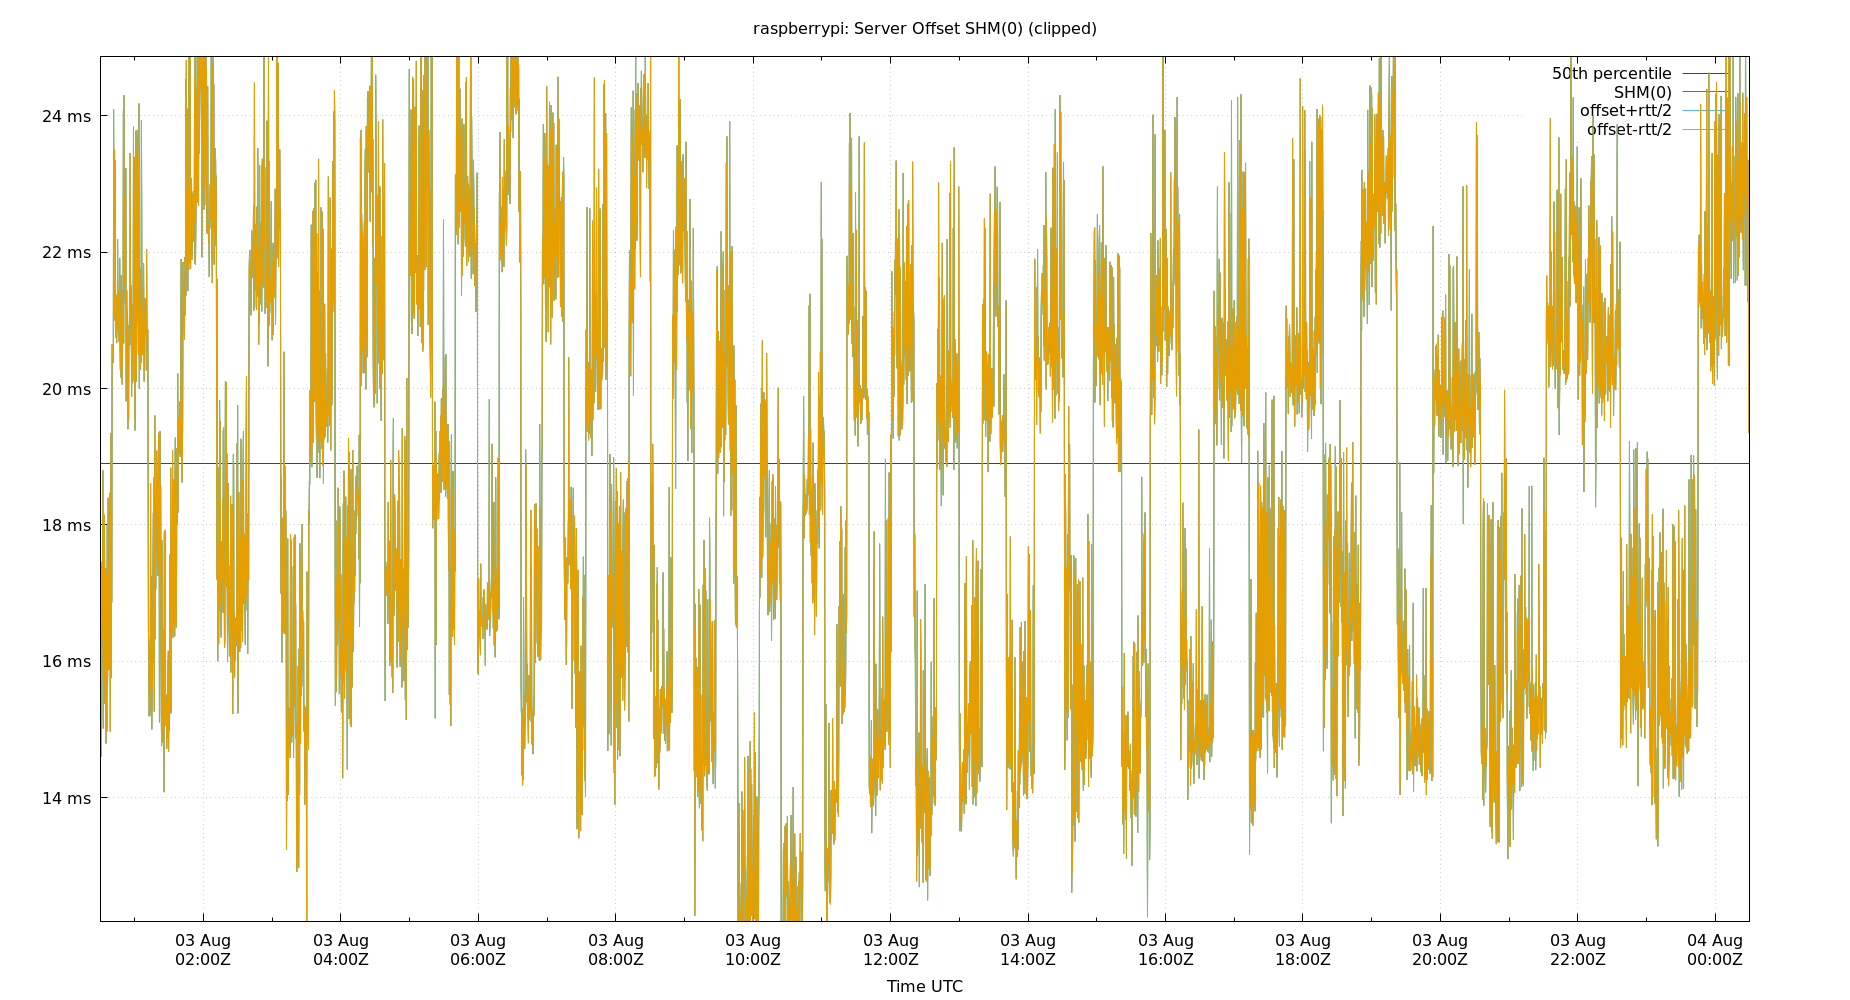 raspberrypi: Server Offset SHM(0) (clipped)
50th percentile
SHM(0)
offset+rtt/2
offset-rtt/2
24 ms
22 ms
20 ms
18 ms
16 ms
14 ms
03 Aug 03 Aug 03 Aug 03 Aug 03 Aug 03 Aug 03 Aug 03 Aug 03 Aug 03 Aug 03 Aug 04 Aug
02:00Z 04:00Z 06:00Z 08:00Z 10:00Z 12:00Z 14:00Z 16:00Z 18:00Z 20:00Z 22:00Z 00:00Z
Time UTC